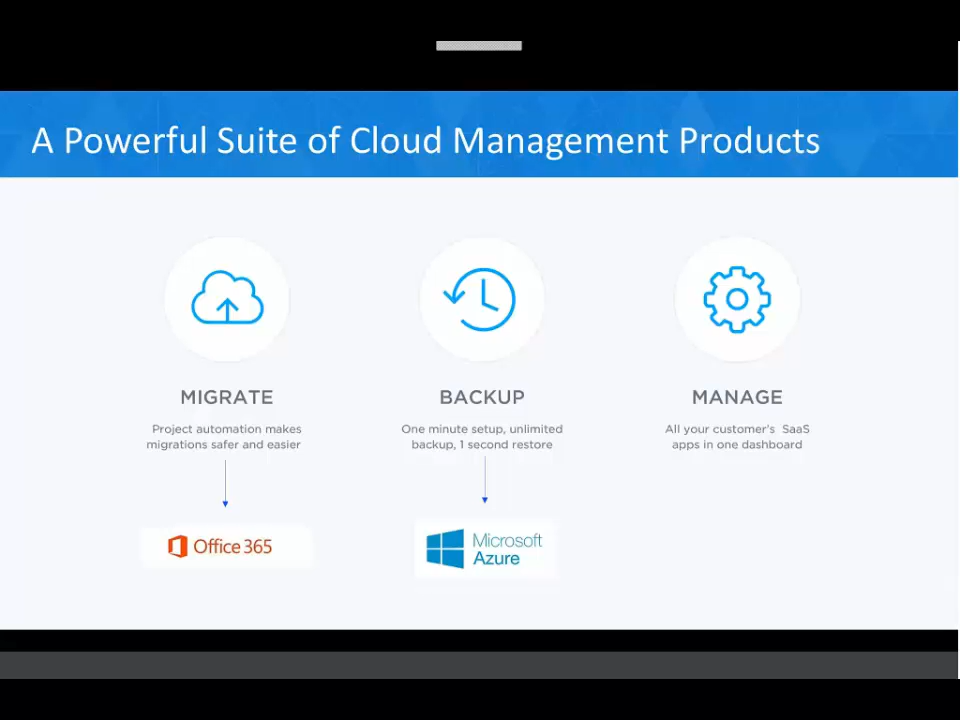 A Powerful Suite of Cloud Management Products
MIGRATE
Project automation makes
migrations safer and easier
BACKUP
One minute setup, unlimited
backup, 1 second restore
MANAGE
All your customer's SaaS
apps in one dashboard
Office 365
Microsoft
Azure